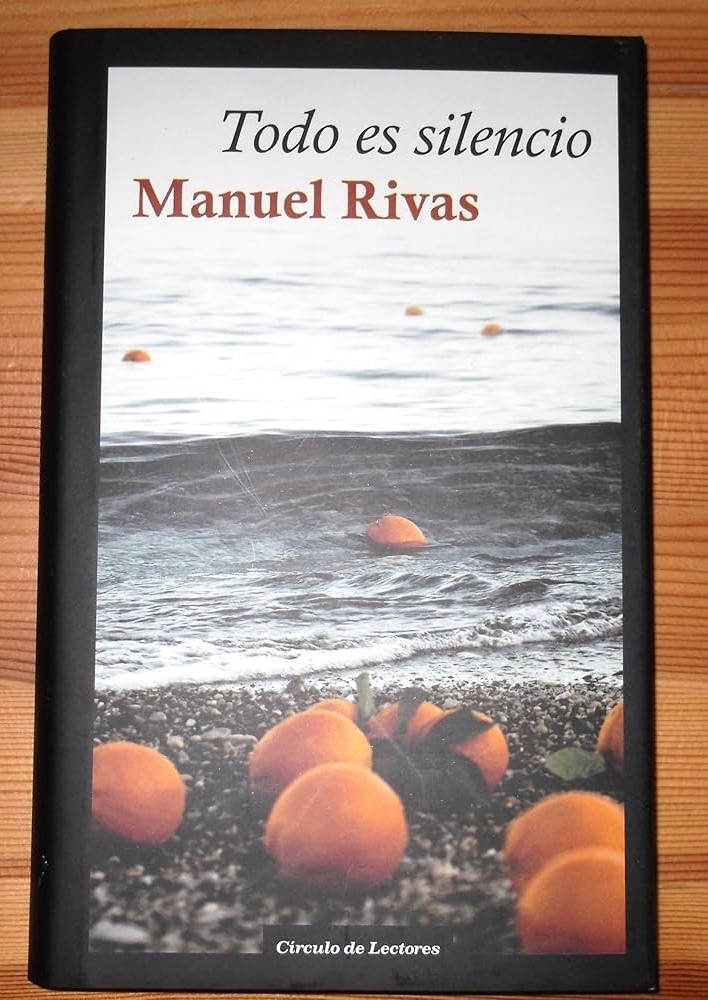 Todo es silencio
Manuel Rivas
Círculo de Lectores